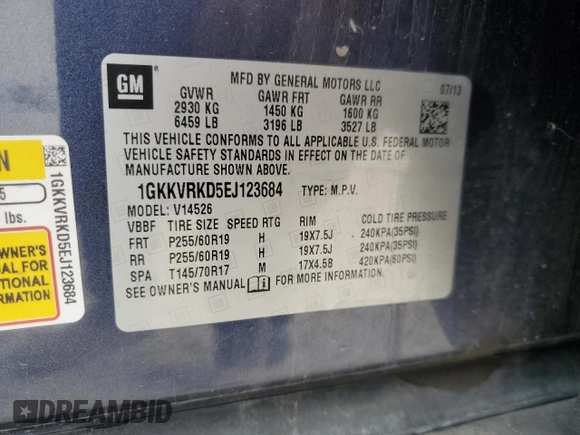 GM ®
MFD BY GENERAL MOTORS LLC 07/13
GVWR GAWR FRT GAWR RR
2930 KG 1450 KG 1600 KG
6459 LB 3196 LB 3527 LB
THIS VEHICLE CONFORMS TO ALL APPLICABLE U.S. FEDERAL MOTOR
VEHICLE SAFETY STANDARDS IN EFFECT ON THE DATE OF
MANUFACTURE SHOWN ABOVE.
1GKKVRKD5EJ123684 TYPE: M.P.V.
MODEL: V14526
VBBF TIRE SIZE SPEED RTG RIM COLD TIRE PRESSURE
FRT P255/60R19 H 19X7.5J 240KPA(35PSI)
RR P255/60R19 H 19X7.5J 240KPA(35PSI)
SPA T145/70R17 M 17X4.5B 420KPA(60PSI)
SEE OWNER'S MANUAL i FOR MORE INFORMATION.
N
5
lbs.
OWNER'S
MANUAL FOR
INFORMATION
1GKKVRKD5EJ123684
DREAMBID